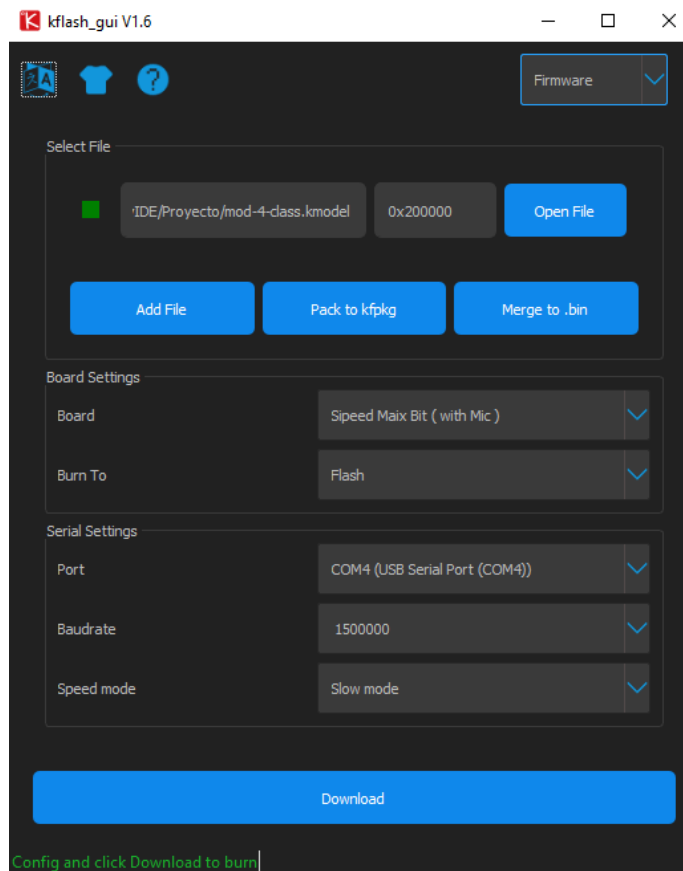 kflash_gui V1.6
Firmware
Select File
IDE/Proyecto/mod-4-class.kmodel 0x200000 Open File
Add File Pack to kfpkg Merge to .bin
Board Settings
Board Sipeed Maix Bit ( with Mic )
Burn To Flash
Serial Settings
Port COM4 (USB Serial Port (COM4))
Baudrate 1500000
Speed mode Slow mode
Download
Config and click Download to burn